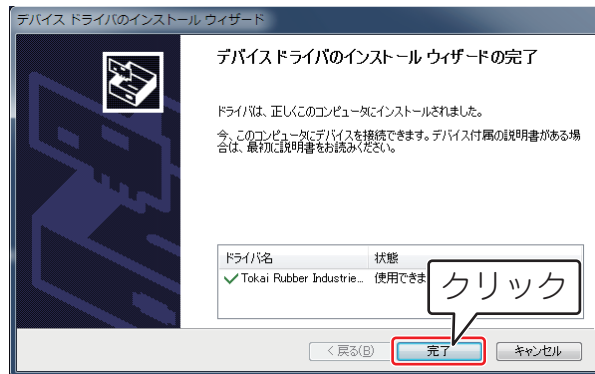 デバイス ドライバのインストール ウィザード
デバイス ドライバのインストール ウィザードの完了
ドライバは、正しくこのコンピュータにインストールされました。
今、このコンピュータにデバイスを接続できます。デバイス付属の説明書がある場
合は、最初に説明書をお読みください。
ドライバ名 状態
Tokai Rubber Industrie... 使用できま
クリック
< 戻る(B) 完了 キャンセル